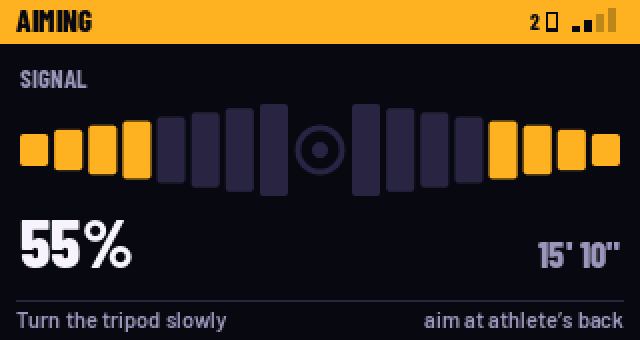 AIMING 2
SIGNAL
55% 15' 10"
Turn the tripod slowly aim at athlete's back